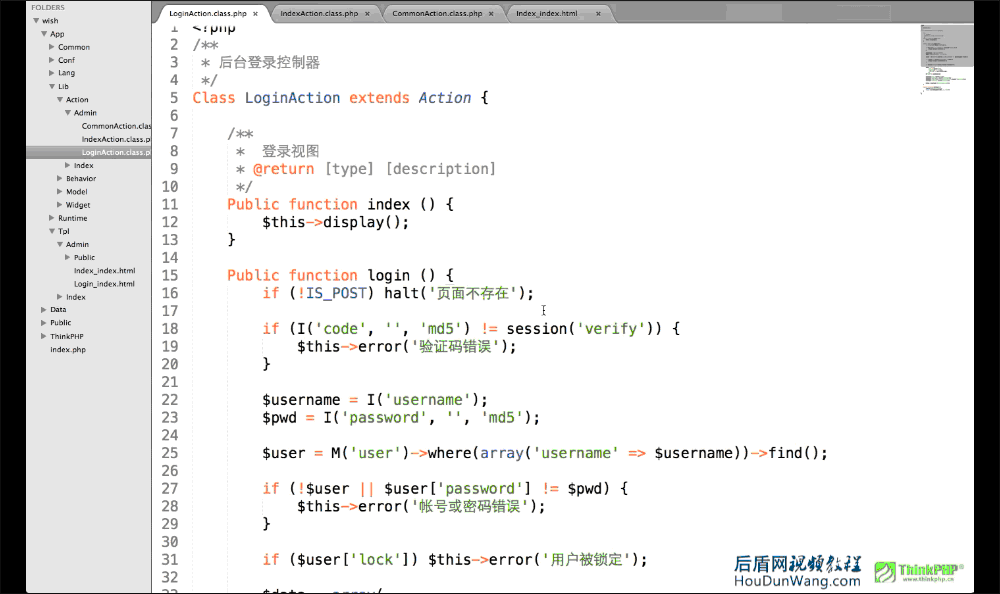 FOLDERS
wish
App
Common
Conf
Lang
Lib
Action
Admin
CommonAction.clas
IndexAction.class.p
LoginAction.class.p
Index
Behavior
Model
Widget
Runtime
Tpl
Admin
Public
Index_index.html
Login_index.html
Index
Data
Public
ThinkPHP
index.php
LoginAction.class.php × IndexAction.class.php × CommonAction.class.php × Index_index.html ×
1 <?php
2 /**
3 * 后台登录控制器
4 */
5 Class LoginAction extends Action {
6
7 /**
8 * 登录视图
9 * @return [type] [description]
10 */
11 Public function index () {
12 $this->display();
13 }
14
15 Public function login () {
16 if (!IS_POST) halt('页面不存在');
17
18 if (I('code', '', 'md5') != session('verify')) {
19 $this->error('验证码错误');
20 }
21
22 $username = I('username');
23 $pwd = I('password', '', 'md5');
24
25 $user = M('user')->where(array('username' => $username))->find();
26
27 if (!$user || $user['password'] != $pwd) {
28 $this->error('帐号或密码错误');
29 }
30
31 if ($user['lock']) $this->error('用户被锁定');
32
33 $data = array(
后盾网视频教程
HouDunWang.com
ThinkPHP®
www.thinkphp.cn